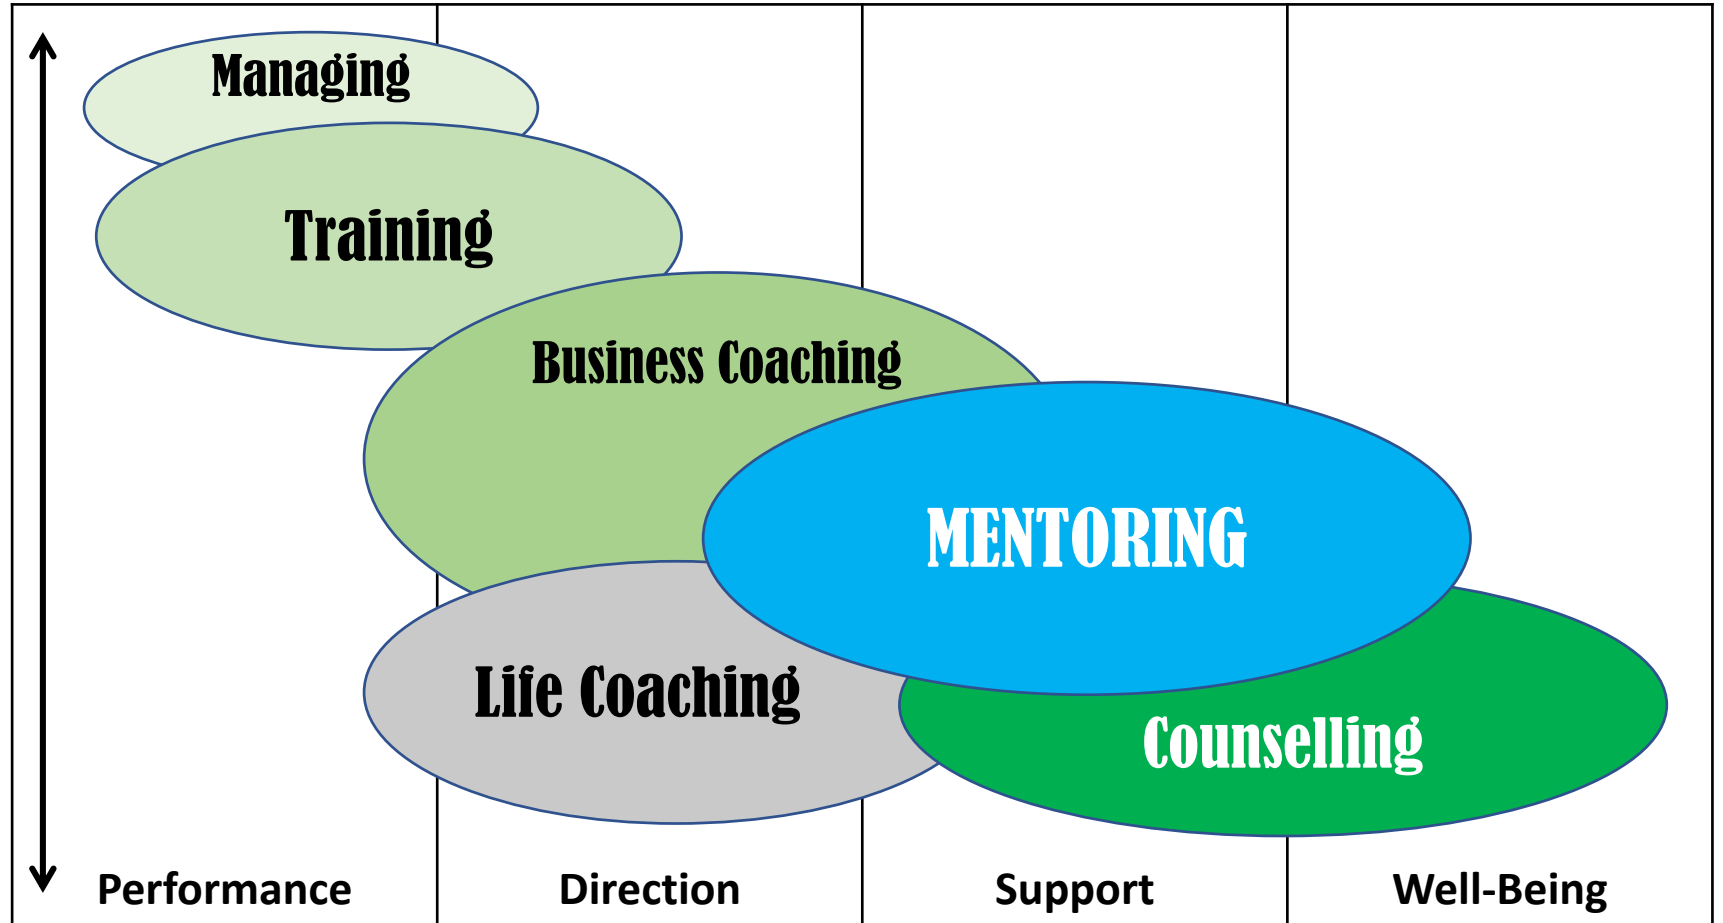 Managing
Training
Business Coaching
MENTORING
Life Coaching
Counselling
Performance
Direction
Support
Well-Being